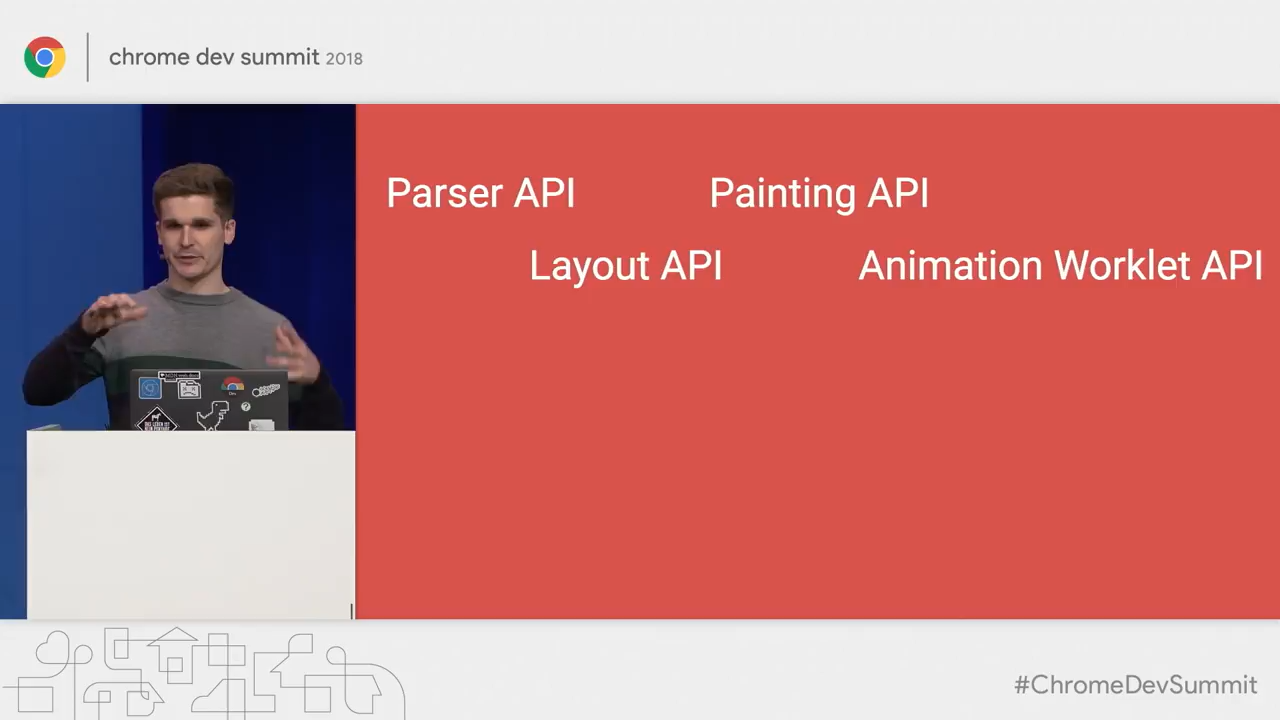 chrome dev summit 2018
Parser API
Painting API
Layout API
Animation Worklet API
#ChromeDevSummit